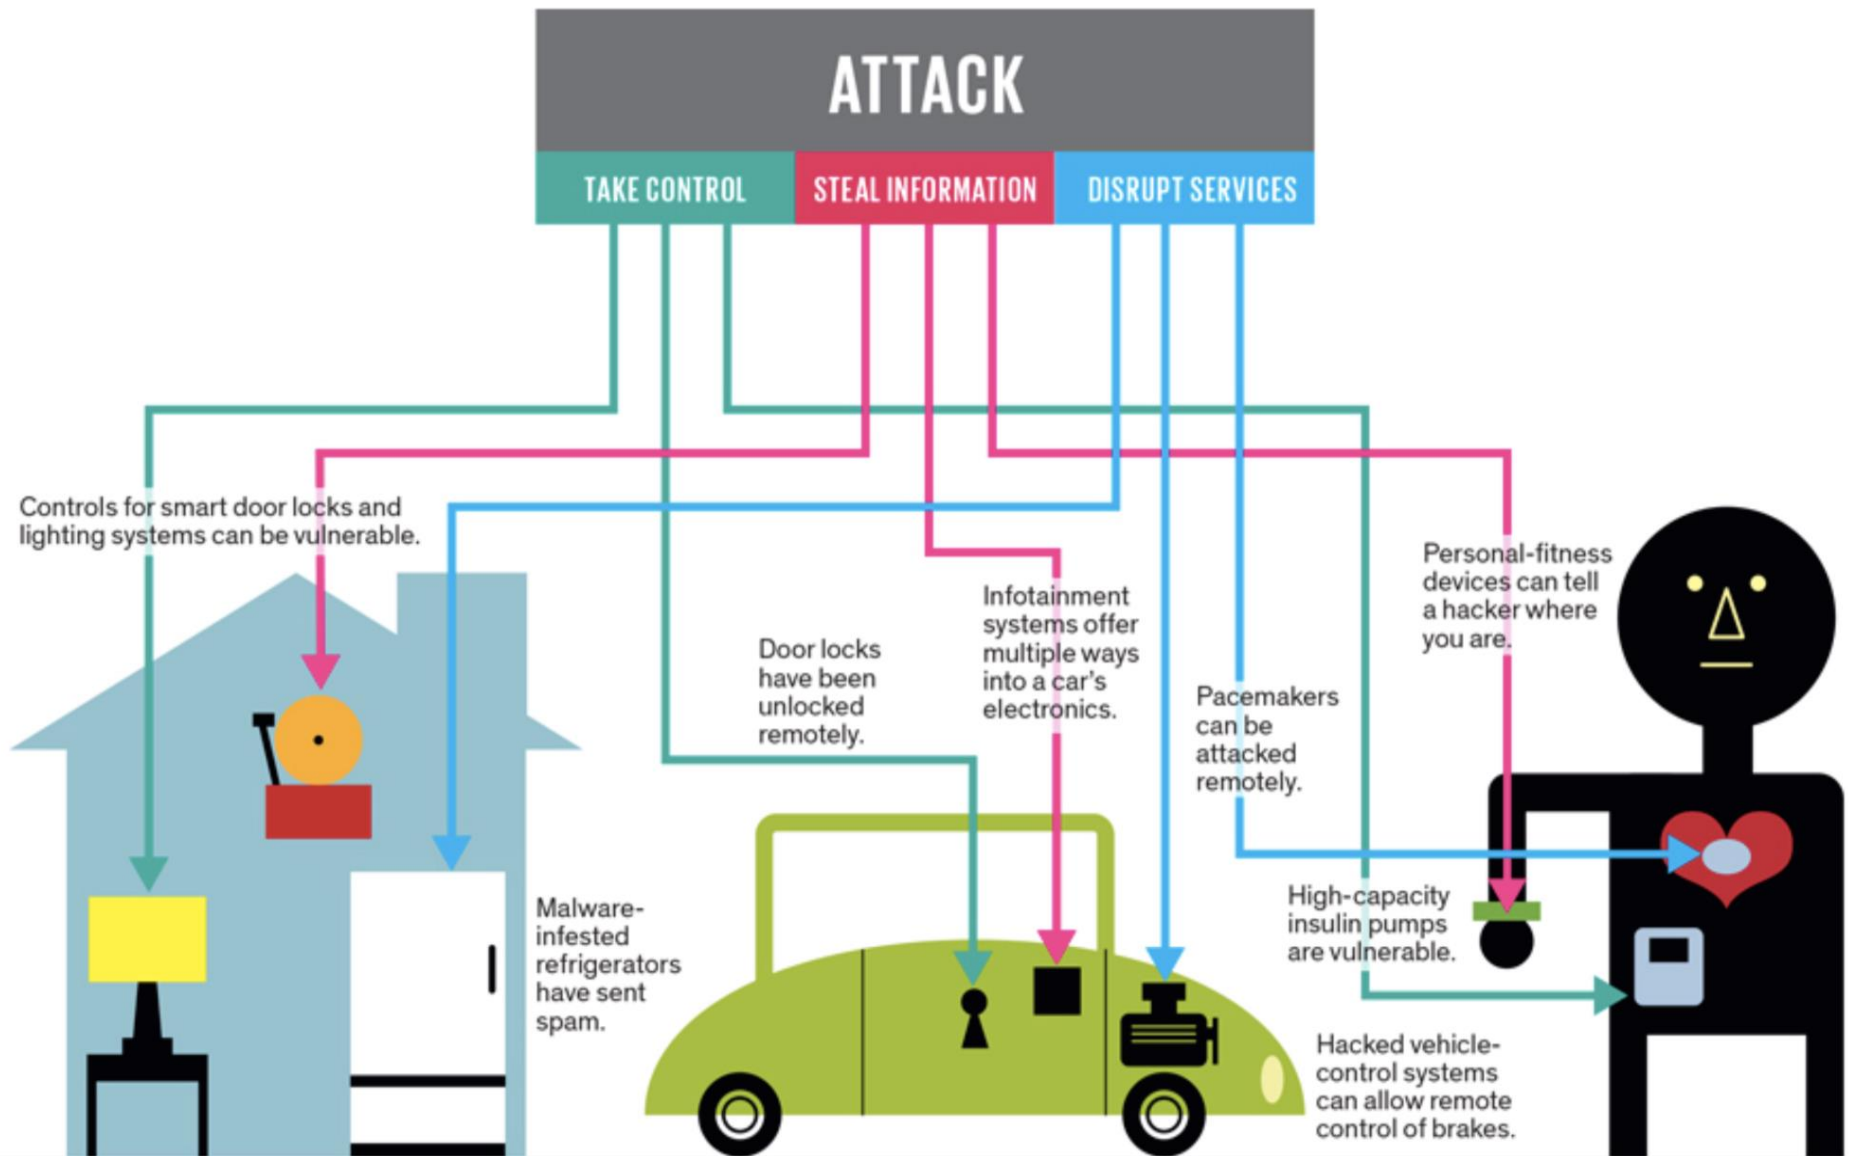 ATTACK
TAKE CONTROL
STEAL INFORMATION
DISRUPT SERVICES
Controls for smart door locks and
lighting systems can be vulnerable.
Malware-
infested
refrigerators
have sent
spam.
Door locks
have been
unlocked
remotely.
Infotainment
systems offer
multiple ways
into a car's
electronics.
Pacemakers
can be
attacked
remotely.
Personal-fitness
devices can tell
a hacker where
you are.
High-capacity
insulin pumps
are vulnerable.
Hacked vehicle-
control systems
can allow remote
control of brakes.